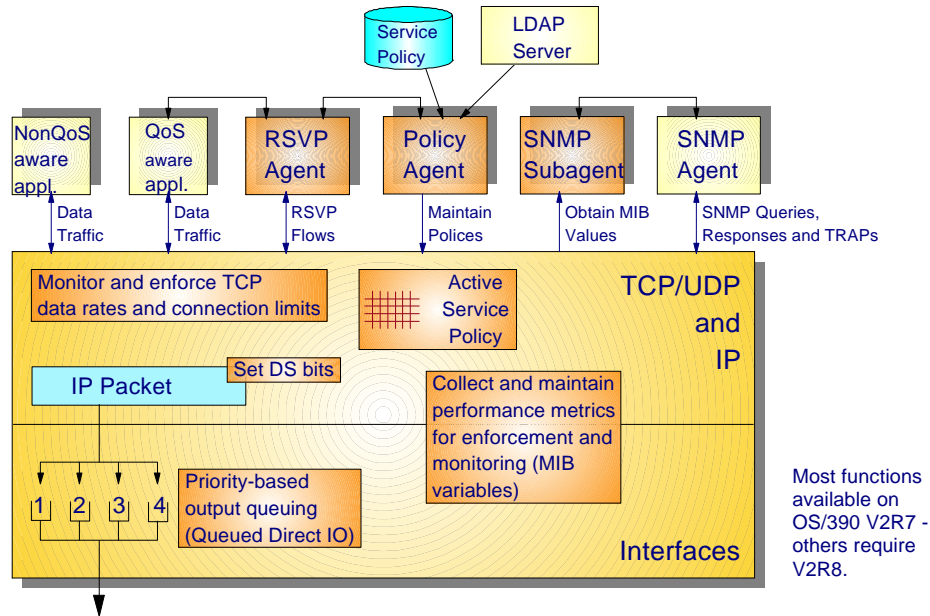 Service
Policy
LDAP
Server
NonQoS
aware
appl.
QoS
aware
appl.
RSVP
Agent
Policy
Agent
SNMP
Subagent
SNMP
Agent
Data
Traffic
Data
Traffic
RSVP
Flows
Maintain
Polices
Obtain MIB
Values
SNMP Queries,
Responses and TRAPs
Monitor and enforce TCP
data rates and connection limits
Active
Service
Policy
TCP/UDP
and
IP
Set DS bits
IP Packet
Collect and maintain
performance metrics
for enforcement and
monitoring (MIB
variables)
1 2 3 4
Priority-based
output queuing
(Queued Direct IO)
Interfaces
Most functions
available on
OS/390 V2R7 -
others require
V2R8.